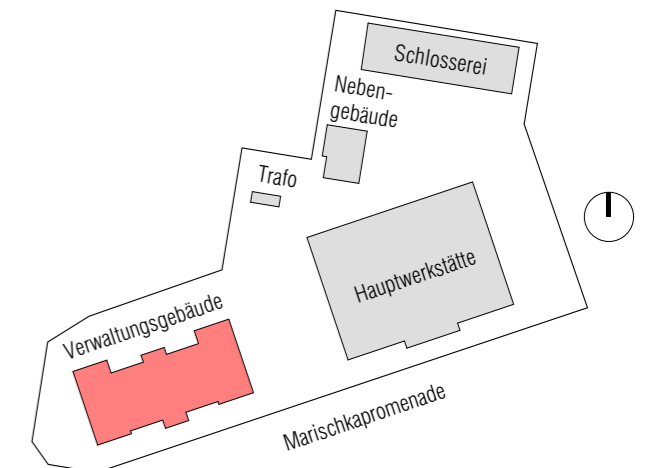 Schlosserei
Neben-
gebäude
Trafo
Hauptwerkstätte
Verwaltungsgebäude
Marischkapromenade